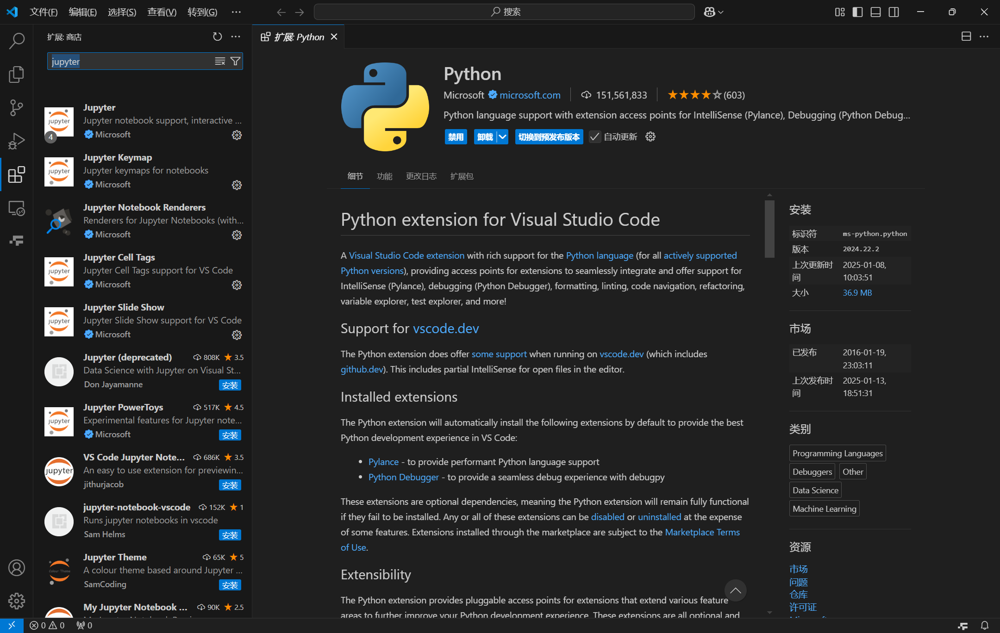 文件(F) 编辑(E) 选择(S) 查看(V) 转到(G) ··· 搜索
扩展: 商店
jupyter
Jupyter
Jupyter notebook support, interactive ...
Microsoft
4
Jupyter Keymap
Jupyter keymaps for notebooks
Microsoft
Jupyter Notebook Renderers
Renderers for Jupyter Notebooks (with...
Microsoft
Jupyter Cell Tags
Jupyter Cell Tags support for VS Code
Microsoft
Jupyter Slide Show
Jupyter Slide Show support for VS Code
Microsoft
Jupyter (deprecated) 808K 3.5
Data Science with Jupyter on Visual St...
Don Jayamanne 安装
Jupyter PowerToys 517K 4.5
Experimental features for Jupyter note...
Microsoft 安装
VS Code Jupyter Note... 686K 3.5
An easy to use extension for previewin...
jithurjacob 安装
jupyter-notebook-vscode 152K 1
Runs jupyter notebooks in vscode
Sam Helms 安装
Jupyter Theme 65K 5
A colour theme based around Jupyter ...
SamCoding 安装
My Jupyter Notebook ... 90K 2.5
扩展: Python
Python
Microsoft microsoft.com 151,561,833 (603)
Python language support with extension access points for IntelliSense (Pylance), Debugging (Python Debug...
禁用 卸载 切换到预发布版本 自动更新
细节 功能 更改日志 扩展包
Python extension for Visual Studio Code
A Visual Studio Code extension with rich support for the Python language (for all actively supported
Python versions), providing access points for extensions to seamlessly integrate and offer support for
IntelliSense (Pylance), debugging (Python Debugger), formatting, linting, code navigation, refactoring,
variable explorer, test explorer, and more!
Support for vscode.dev
The Python extension does offer some support when running on vscode.dev (which includes
github.dev). This includes partial IntelliSense for open files in the editor.
Installed extensions
The Python extension will automatically install the following extensions by default to provide the best
Python development experience in VS Code:
• Pylance - to provide performant Python language support
• Python Debugger - to provide a seamless debug experience with debugpy
These extensions are optional dependencies, meaning the Python extension will remain fully functional
if they fail to be installed. Any or all of these extensions can be disabled or uninstalled at the expense
of some features. Extensions installed through the marketplace are subject to the Marketplace Terms
of Use.
Extensibility
The Python extension provides pluggable access points for extensions that extend various feature
areas to further improve your Python development experience. These extensions are all optional and
安装
标识符 ms-python.python
版本 2024.22.2
上次更新时间 2025-01-08,
10:03:51
大小 36.9 MB
市场
已发布 2016-01-19,
23:03:11
上次发布时间 2025-01-13,
18:51:31
类别
Programming Languages
Debuggers Other
Data Science
Machine Learning
资源
市场
问题
仓库
许可证
0 0 0